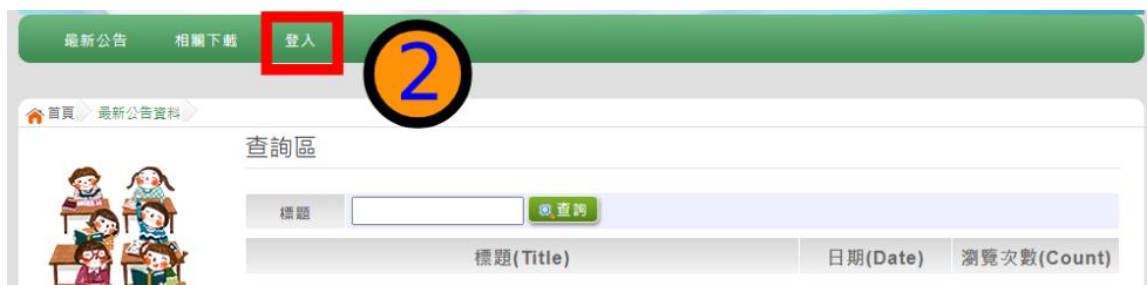 最新公告 相關下載 登入
2
首頁 最新公告資料
查詢區
標題 查詢
標題(Title) 日期(Date) 瀏覽次數(Count)